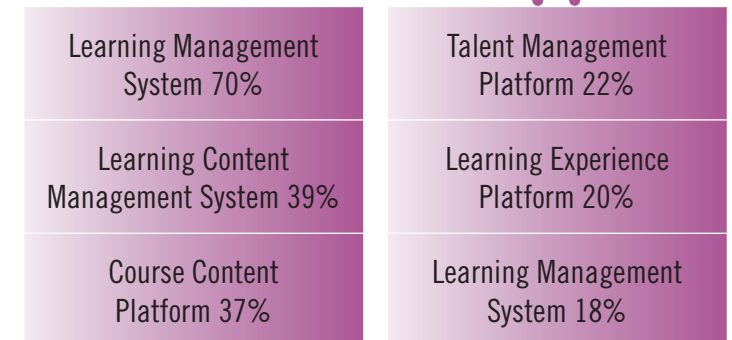 Learning Management
System 70%
Learning Content
Management System 39%
Course Content
Platform 37%
Talent Management
Platform 22%
Learning Experience
Platform 20%
Learning Management
System 18%